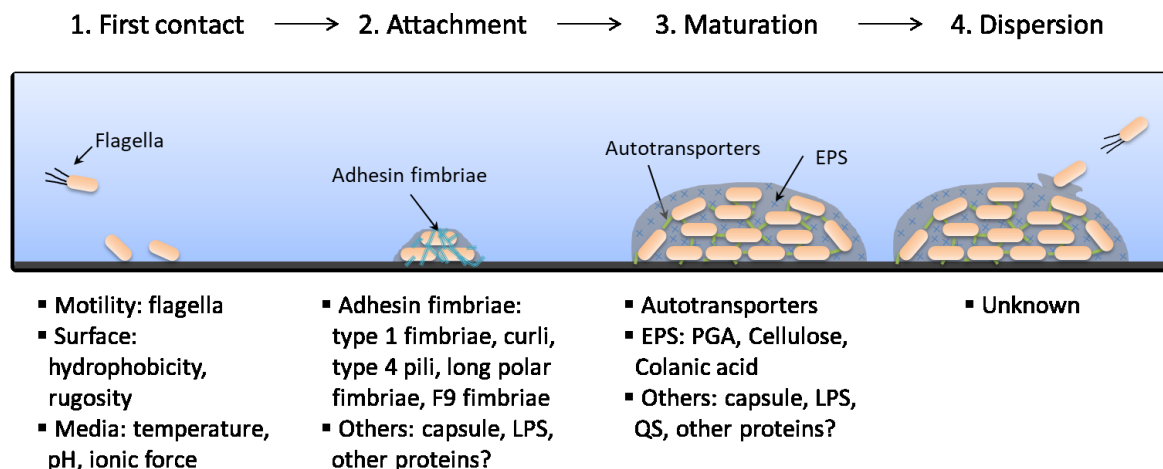 1. First contact → 2. Attachment → 3. Maturation → 4. Dispersion
Flagella
Adhesin fimbriae
Autotransporters
EPS
▪ Motility: flagella
▪ Surface:
hydrophobicity,
rugosity
▪ Media: temperature,
pH, ionic force
▪ Adhesin fimbriae:
type 1 fimbriae, curli,
type 4 pili, long polar
fimbriae, F9 fimbriae
▪ Others: capsule, LPS,
other proteins?
▪ Autotransporters
▪ EPS: PGA, Cellulose,
Colanic acid
▪ Others: capsule, LPS,
QS, other proteins?
▪ Unknown